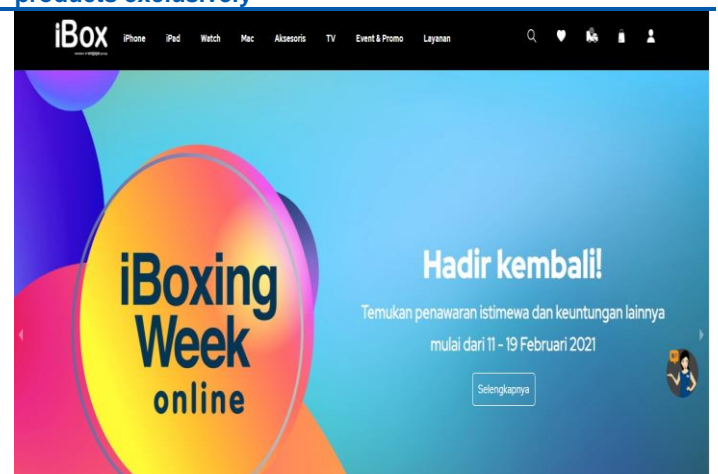 products exclusively
iBox
iPhone iPad Watch Mac Aksesoris TV Event & Promo Layanan
iBoxing
Week
online
Hadir kembali!
Temukan penawaran istimewa dan keuntungan lainnya
mulai dari 11 - 19 Februari 2021
Selengkapnya